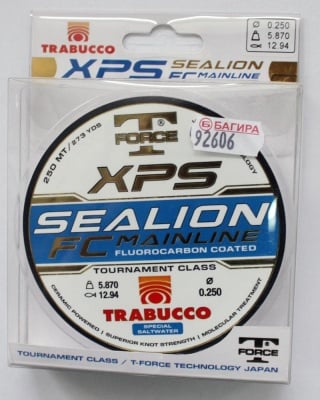 TRABUCCO
XPS SEALION
FC MAINLINE
Ø 0.250
5.870
12.94
БАГИРА
92606
250 MT/273 YDS
T
FORCE
XPS
SEALION
FC MAINLINE
FLUOROCARBON COATED
TOURNAMENT CLASS
5.870
12.94
Ø
0.250
TRABUCCO
SPECIAL
SALTWATER
CERAMIC POWERED | SUPERIOR KNOT STRENGTH | MOLECULAR TREATMENT
TOURNAMENT CLASS / T-FORCE TECHNOLOGY JAPAN
T
FORCE